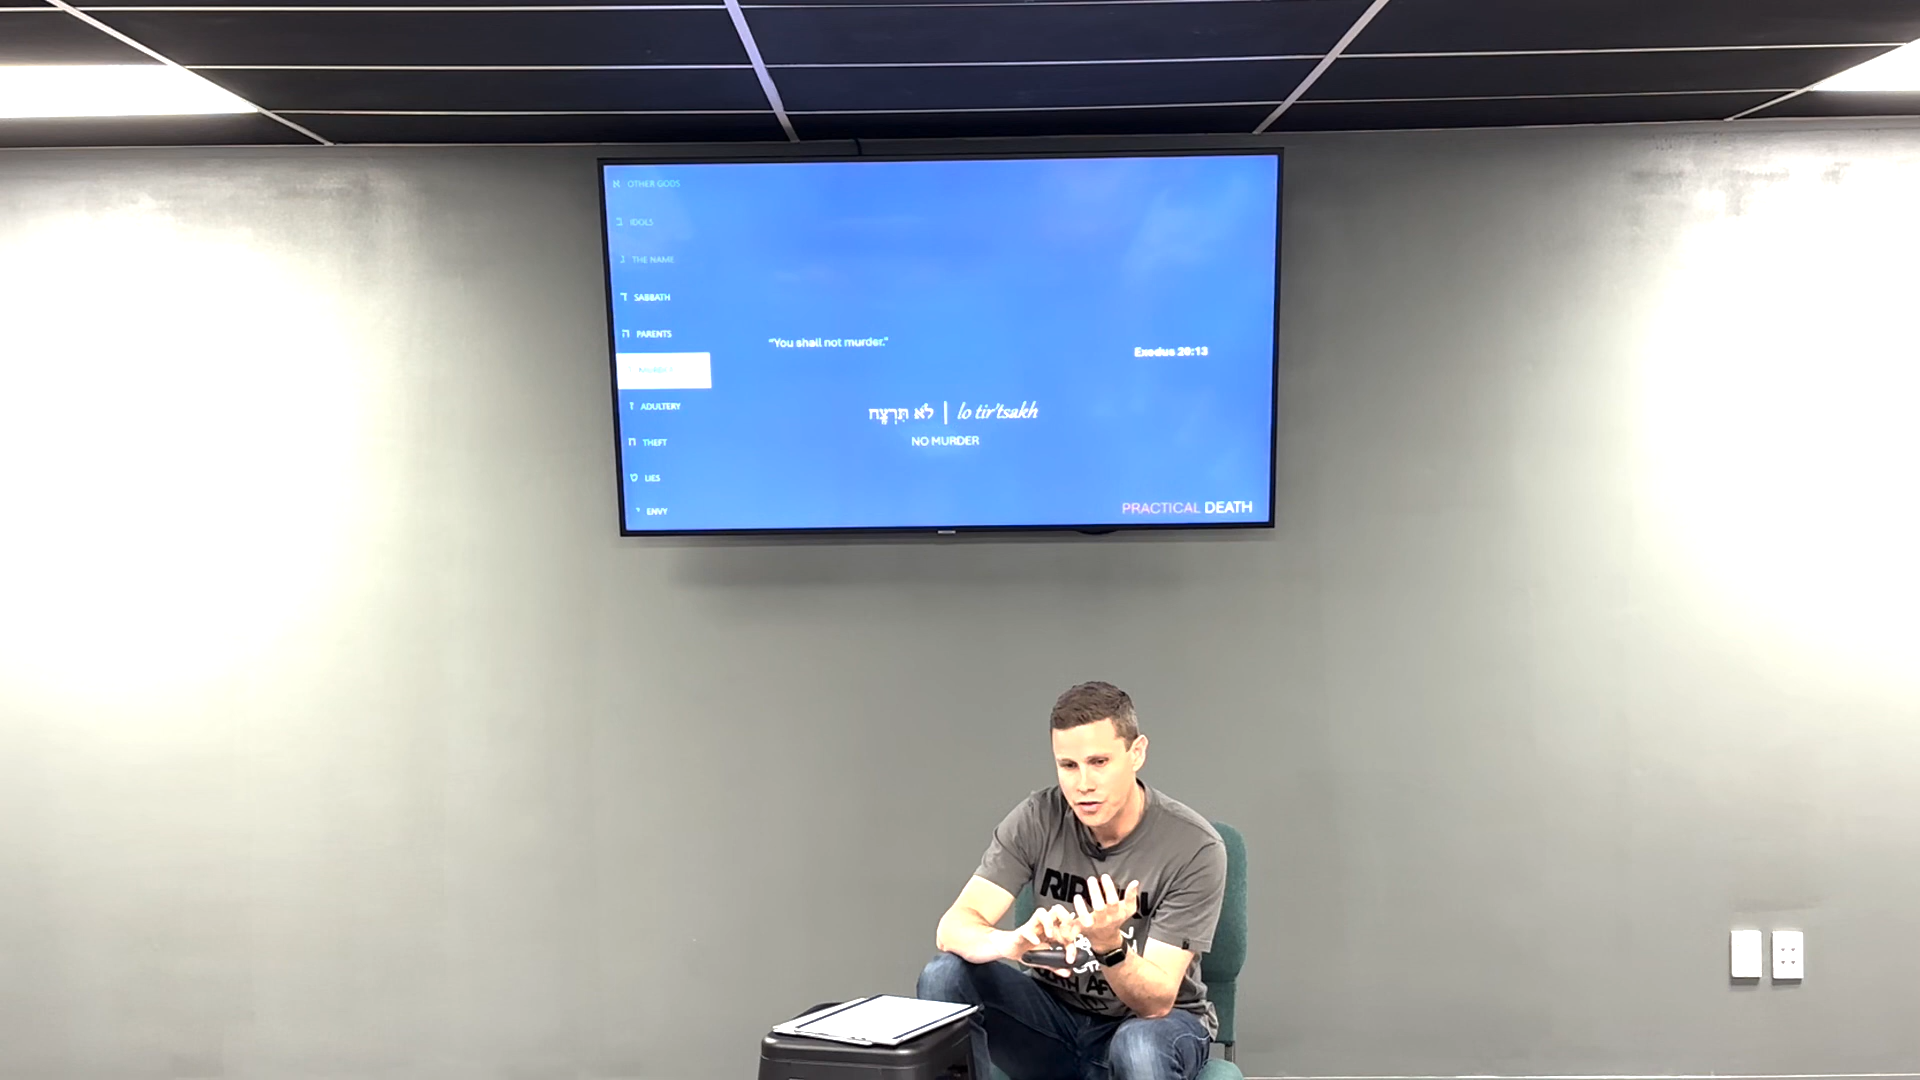 א OTHER GODS
ב IDOLS
ג THE NAME
ד SABBATH
ה PARENTS
MURDER
ז ADULTERY
ח THEFT
ט LIES
י ENVY
"You shall not murder."
Exodus 20:13
לֹא תִּרְצָח | lo tir'tsakh
NO MURDER
PRACTICAL DEATH